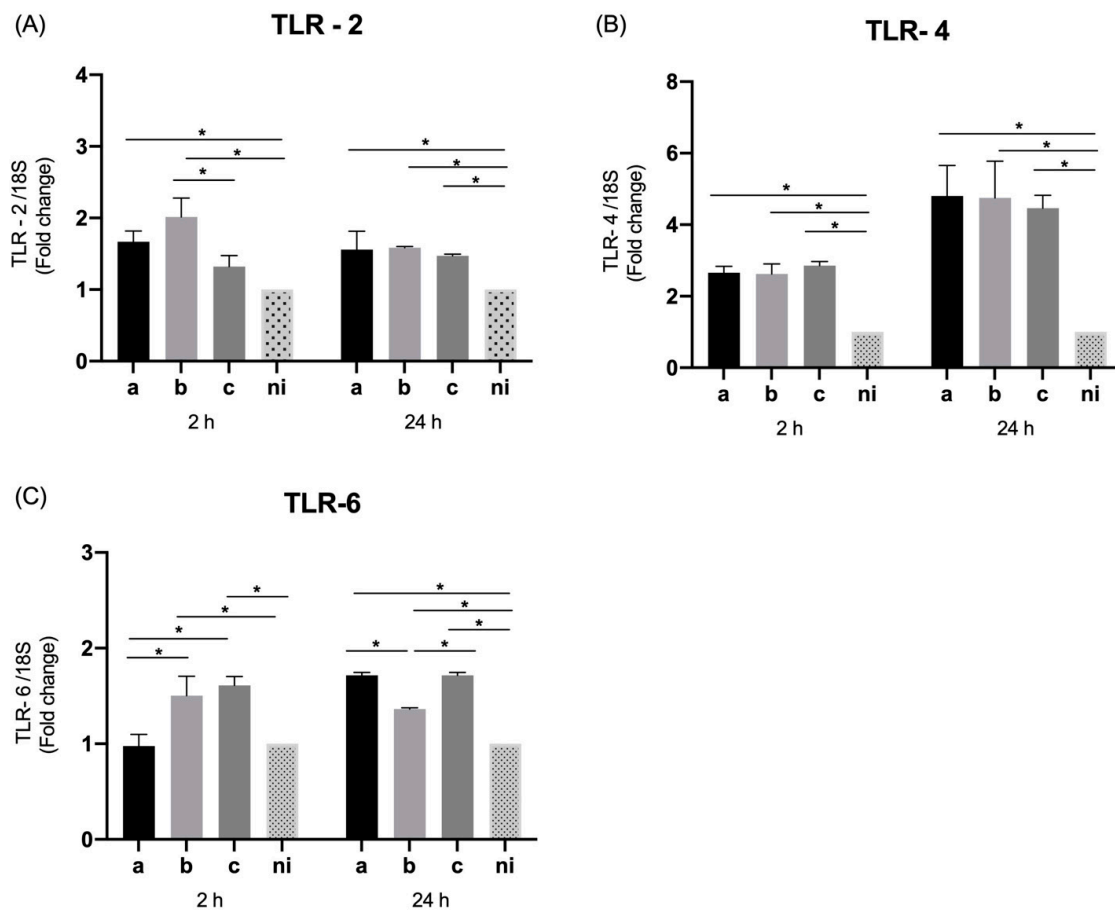 (A)
TLR - 2
TLR - 2 /18S
(Fold change)
4
3
2
1
0
*
*
*
*
*
*
a b c ni a b c ni
2 h 24 h
(B)
TLR- 4
TLR- 4 /18S
(Fold change)
8
6
4
2
0
*
*
*
*
*
*
a b c ni a b c ni
2 h 24 h
(C)
TLR-6
TLR- 6 /18S
(Fold change)
3
2
1
0
*
*
*
*
*
*
*
*
*
a b c ni a b c ni
2 h 24 h